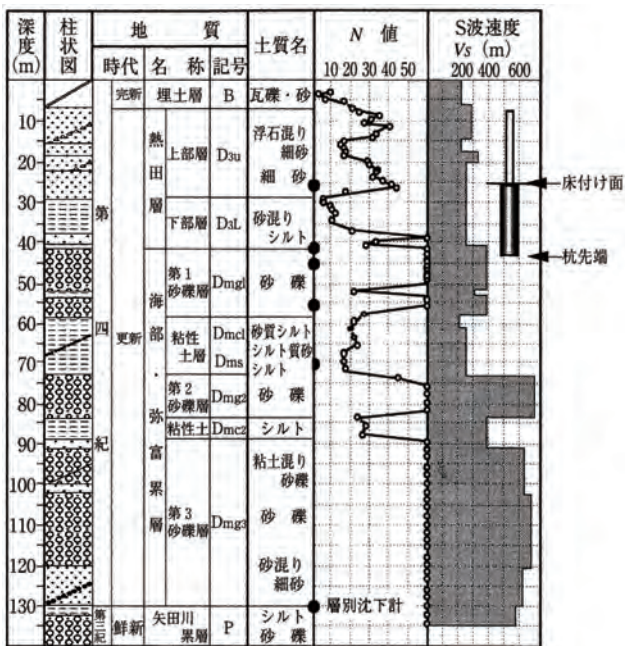 深度(m)
柱状図
地質
時代 名称 記号
土質名
N 値
10 20 30 40 50
S波速度
Vs (m)
200 400 600
10
20
30
40
50
60
70
80
90
100
110
120
130
第四紀
第三紀
完新
更新
鮮新
埋土層 B 瓦礫・砂
熱田層
上部層 D3u 浮石混り細砂
細砂
下部層 D3L 砂混りシルト
海部・弥富累層
第1砂礫層 Dmg1 砂礫
粘性土層 Dmc1 砂質シルト
Dms シルト質砂
シルト
第2砂礫層 Dmg2 砂礫
粘性土 Dmc2 シルト
第3砂礫層 Dmg3 粘土混り砂礫
砂礫
砂混り細砂
矢田川累層 P シルト
砂礫
床付け面
杭先端
層別沈下計